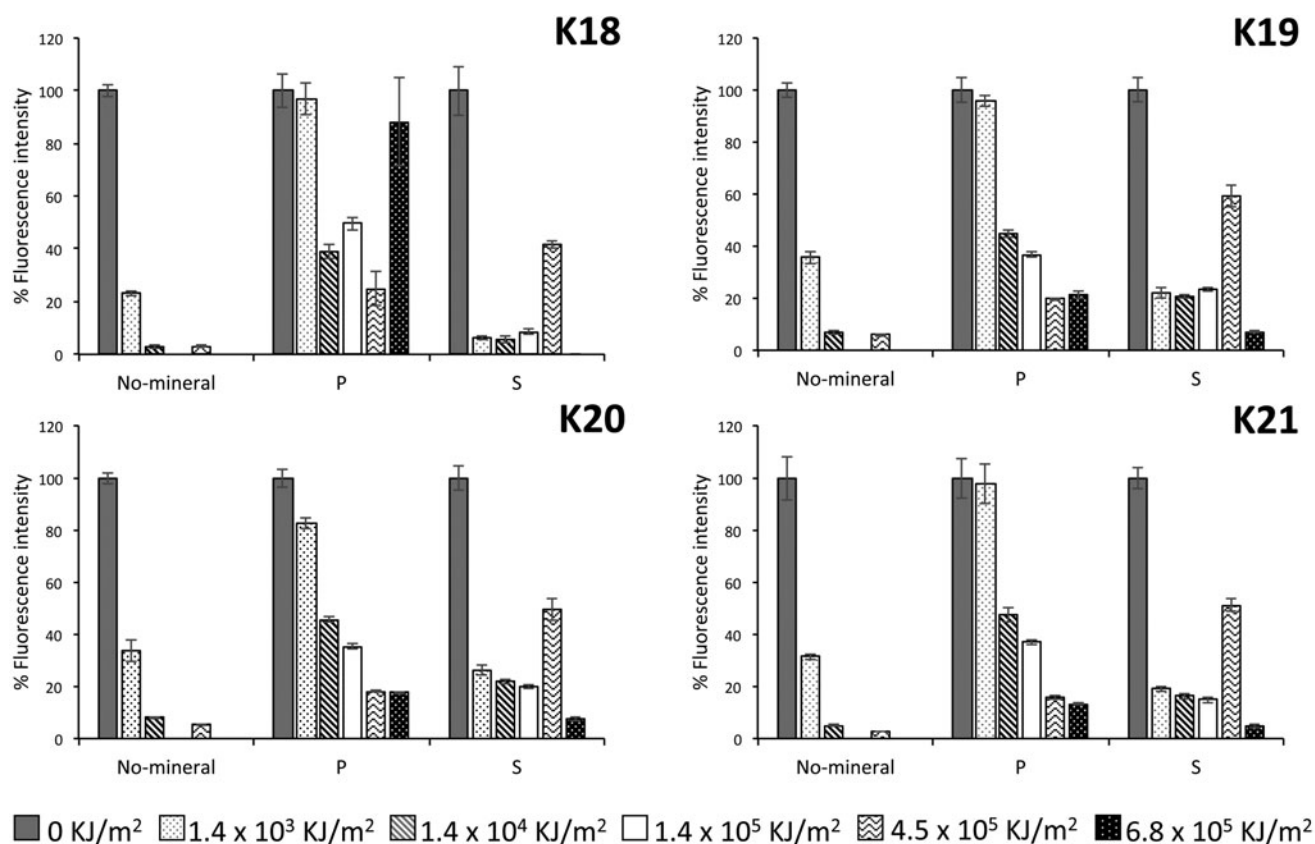 K18
% Fluorescence intensity
120
100
80
60
40
20
0
No-mineral P S
K19
% Fluorescence intensity
120
100
80
60
40
20
0
No-mineral P S
K20
% Fluorescence intensity
120
100
80
60
40
20
0
No-mineral P S
K21
% Fluorescence intensity
120
100
80
60
40
20
0
No-mineral P S
0 KJ/m² 1.4 x 10³ KJ/m² 1.4 x 10⁴ KJ/m² 1.4 x 10⁵ KJ/m² 4.5 x 10⁵ KJ/m² 6.8 x 10⁵ KJ/m²